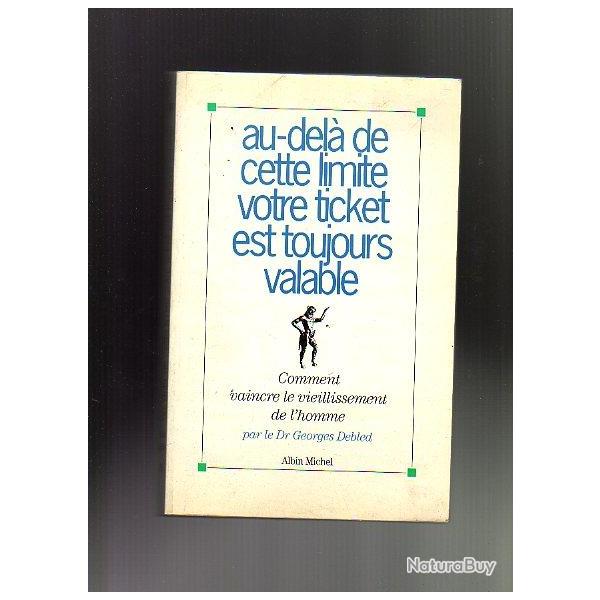 au-delà de
cette limite
votre ticket
est toujours
valable
Comment
vaincre le vieillissement
de l'homme
par le Dr Georges Debled
Albin Michel
NaturaBuy